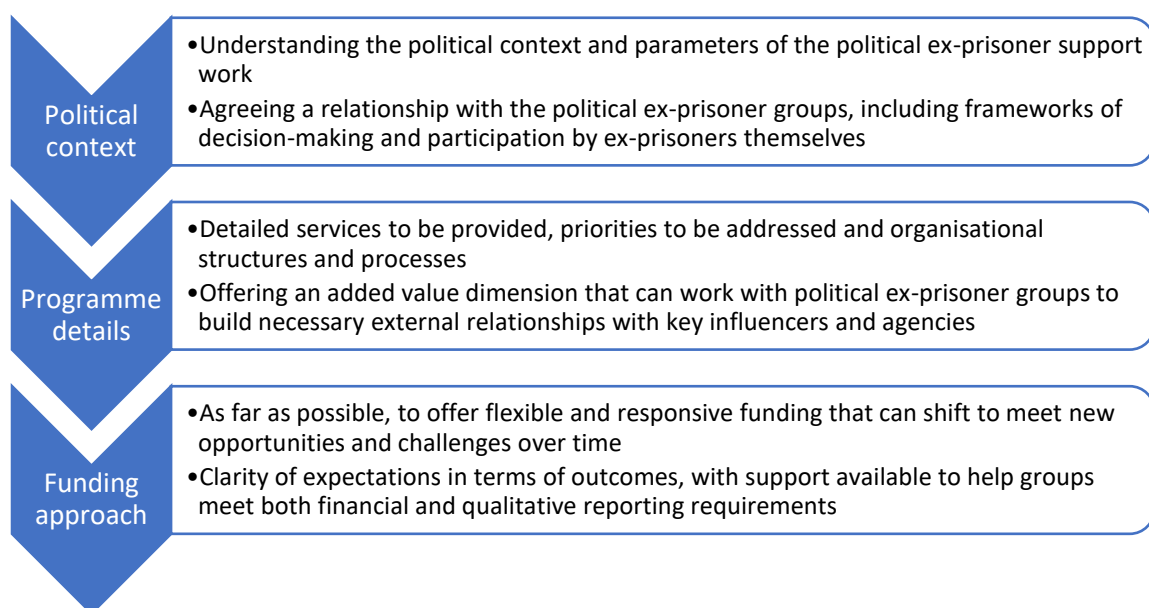 Political
context
•Understanding the political context and parameters of the political ex-prisoner support
work
•Agreeing a relationship with the political ex-prisoner groups, including frameworks of
decision-making and participation by ex-prisoners themselves
Programme
details
•Detailed services to be provided, priorities to be addressed and organisational
structures and processes
•Offering an added value dimension that can work with political ex-prisoner groups to
build necessary external relationships with key influencers and agencies
Funding
approach
•As far as possible, to offer flexible and responsive funding that can shift to meet new
opportunities and challenges over time
•Clarity of expectations in terms of outcomes, with support available to help groups
meet both financial and qualitative reporting requirements